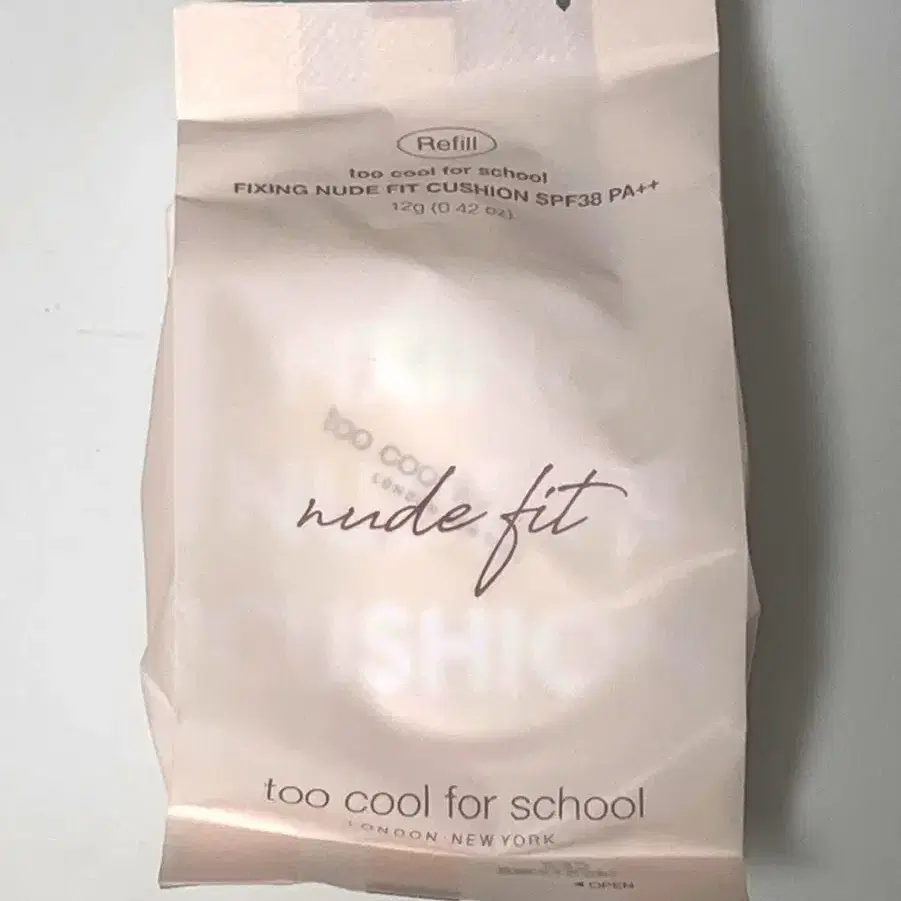 Refill
too cool for school
FIXING NUDE FIT CUSHION SPF38 PA++
12g (0.42 oz)
too coo
nude fit
SHIO
too cool for school
LONDON · NEW YORK
◄ OPEN